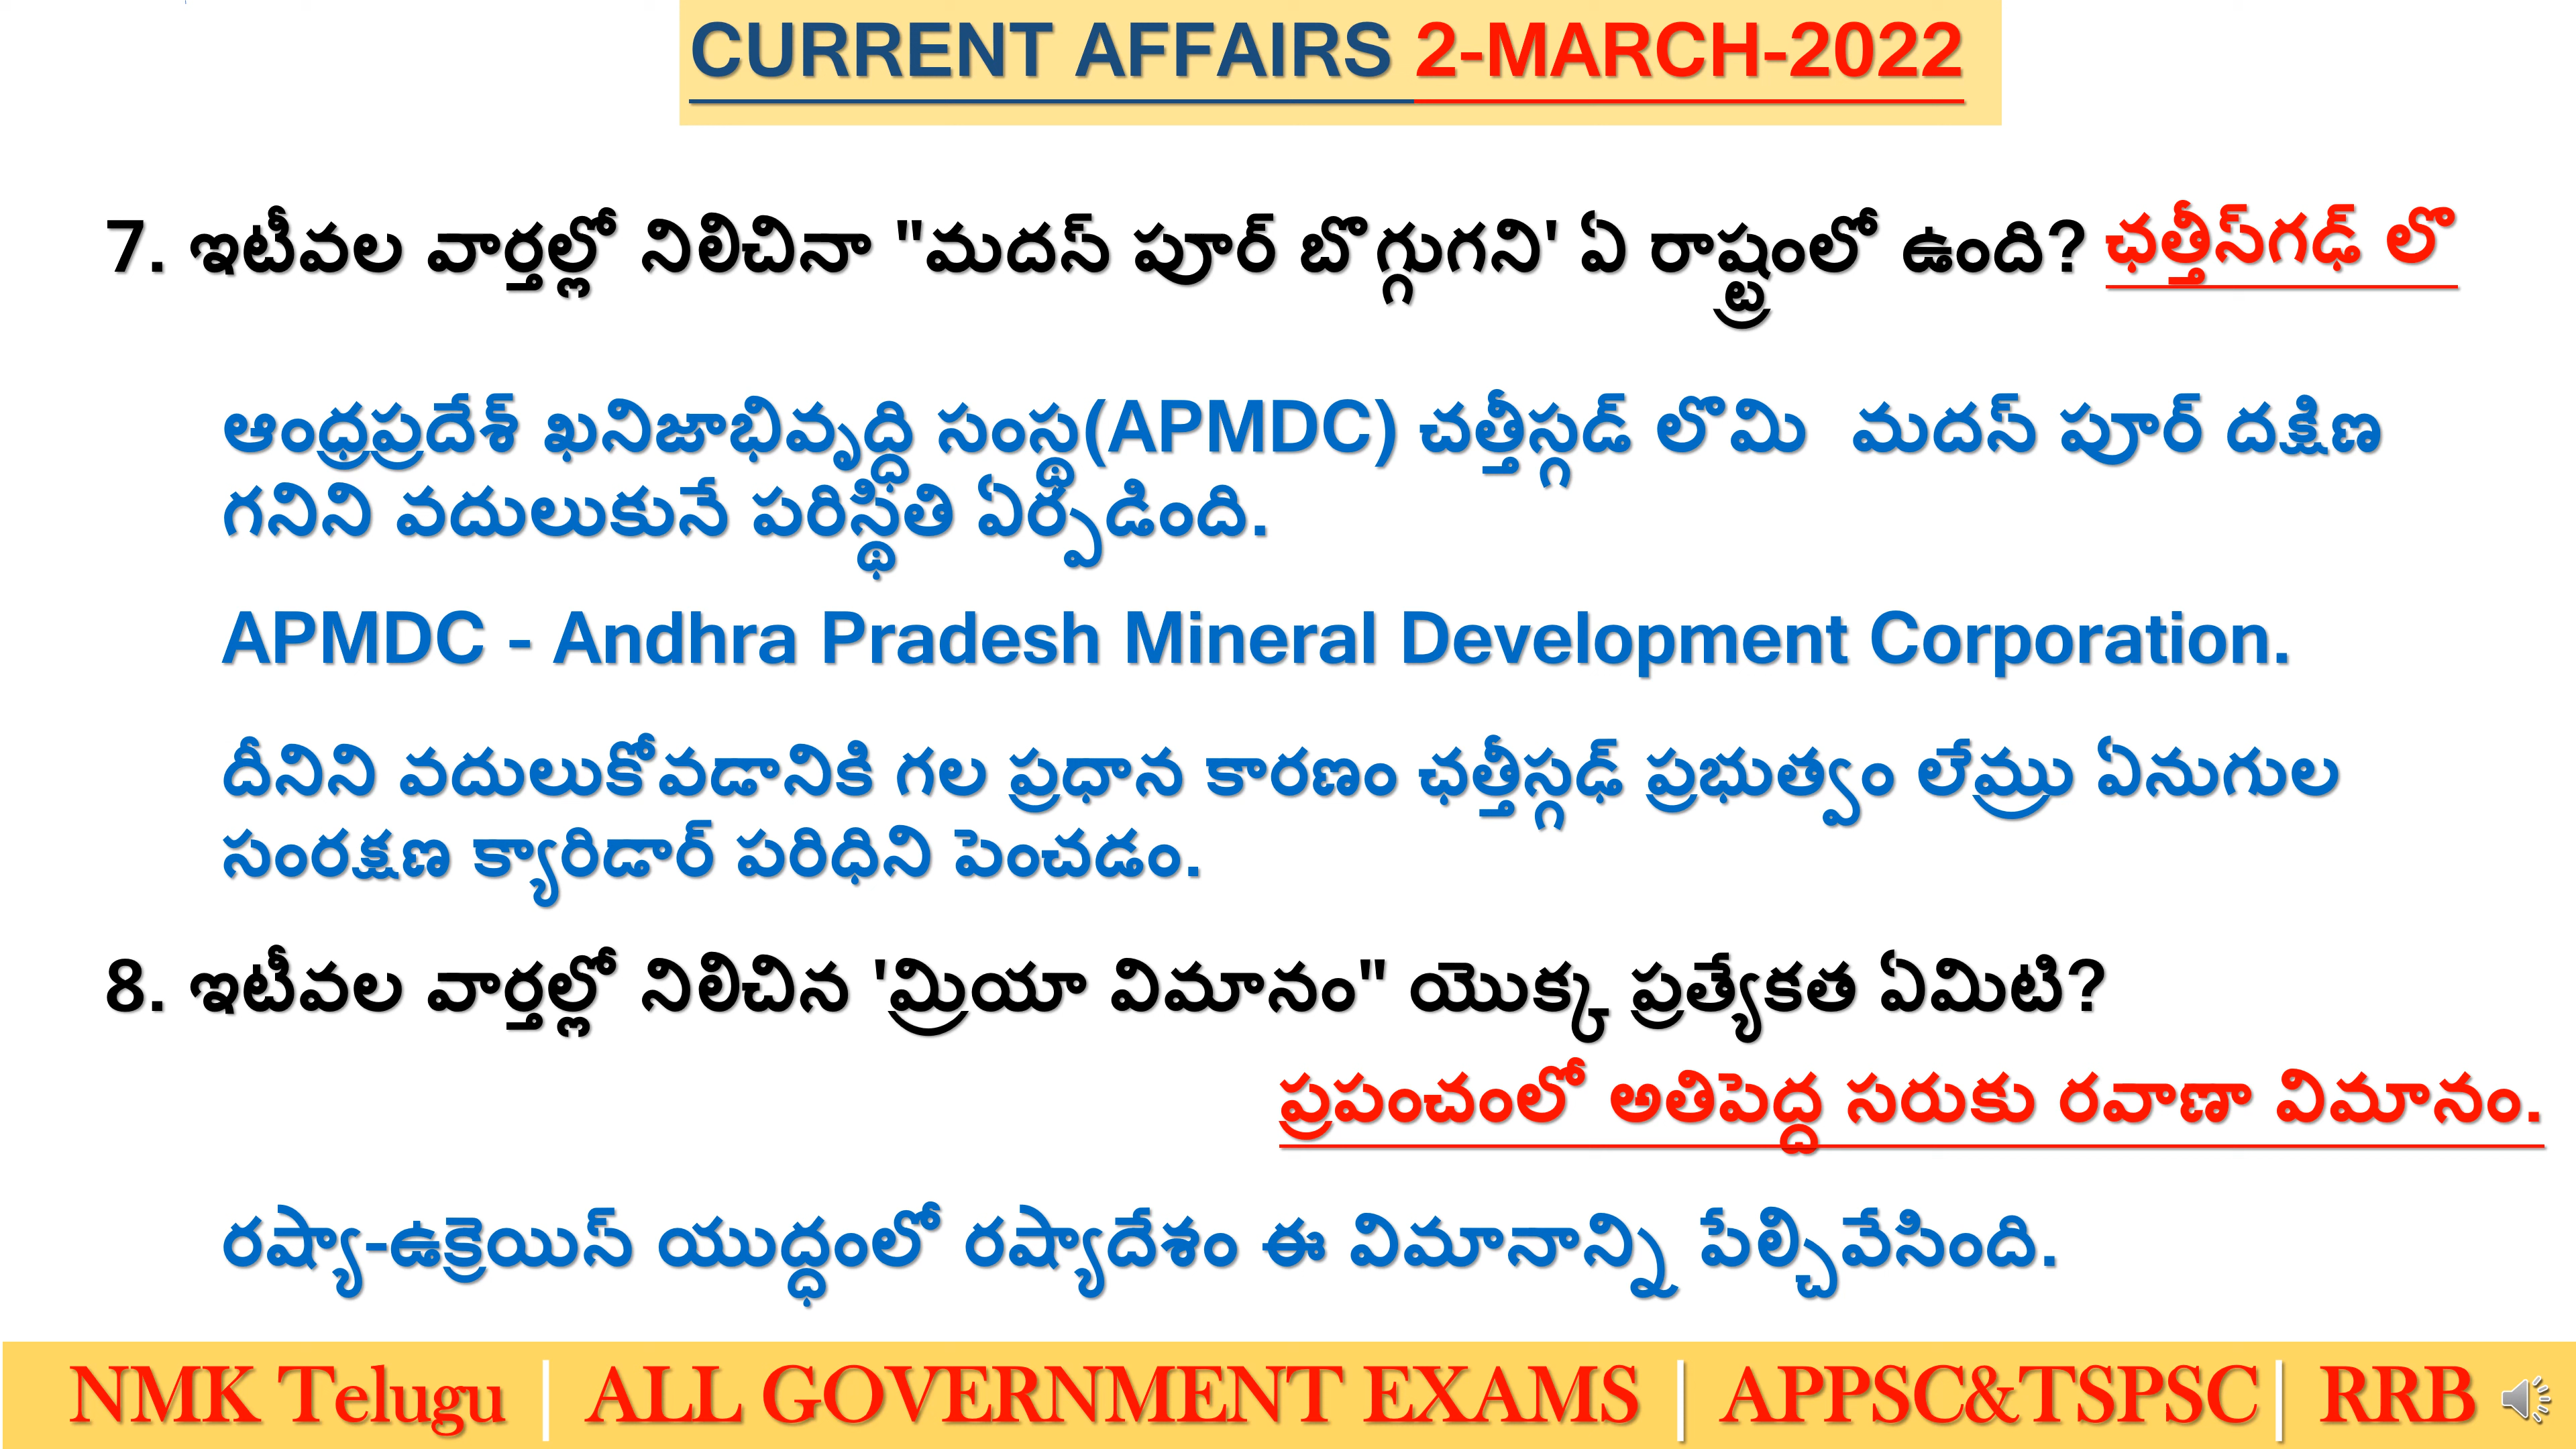 CURRENT AFFAIRS 2-MARCH-2022
7. ఇటీవల వార్తల్లో నిలిచినా "మదస్ పూర్ బొగ్గుగని' ఏ రాష్ట్రంలో ఉంది? ఛత్తీస్‌గఢ్ లొ
ఆంధ్రప్రదేశ్ ఖనిజాభివృద్ధి సంస్థ(APMDC) చత్తీస్గడ్ లొమి మదస్ పూర్ దక్షిణ
గనిని వదులుకునే పరిస్థితి ఏర్పడింది.
APMDC - Andhra Pradesh Mineral Development Corporation.
దీనిని వదులుకోవడానికి గల ప్రధాన కారణం ఛత్తీస్గఢ్ ప్రభుత్వం లేమ్రు ఏనుగుల
సంరక్షణ క్యారిడార్ పరిధిని పెంచడం.
8. ఇటీవల వార్తల్లో నిలిచిన 'మ్రియా విమానం" యొక్క ప్రత్యేకత ఏమిటి?
ప్రపంచంలో అతిపెద్ద సరుకు రవాణా విమానం.
రష్యా-ఉక్రెయిస్ యుద్ధంలో రష్యాదేశం ఈ విమానాన్ని పేల్చివేసింది.
NMK Telugu | ALL GOVERNMENT EXAMS | APPSC&TSPSC | RRB